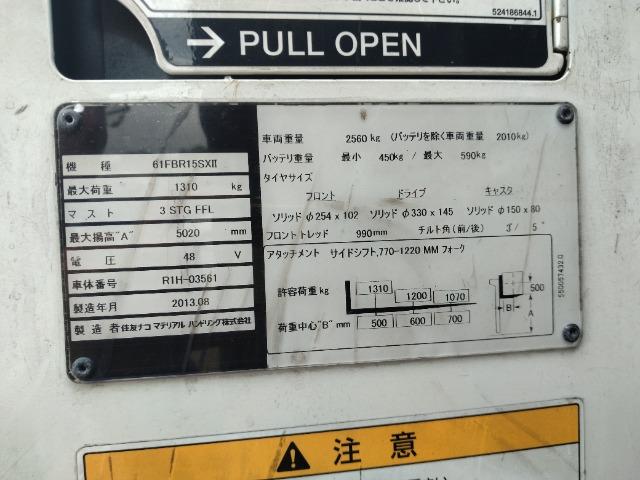 524186844.1
→ PULL OPEN
機種 61FBR15SXII
最大荷重 1310 kg
マスト 3 STG FFL
最大揚高"A" 5020 mm
電圧 48 V
車体番号 R1H-03561
製造年月 2013.08
製造者 住友ナコ マテリアル ハンドリング株式会社
車両重量 2560 kg (バッテリを除く車両重量 2010kg)
バッテリ重量 最小 450kg / 最大 590kg
タイヤサイズ
フロント ドライブ キャスタ
ソリッド φ254 x 102 ソリッド φ330 x 145 ソリッド φ150 x 80
フロントトレッド 990mm チルト角(前/後) 3/ 5°
アタッチメント サイドシフト,770-1220 MM フォーク
許容荷重 kg 1310 1200 1070
荷重中心"B" mm 500 600 700
500
B A
550057432.0
注意